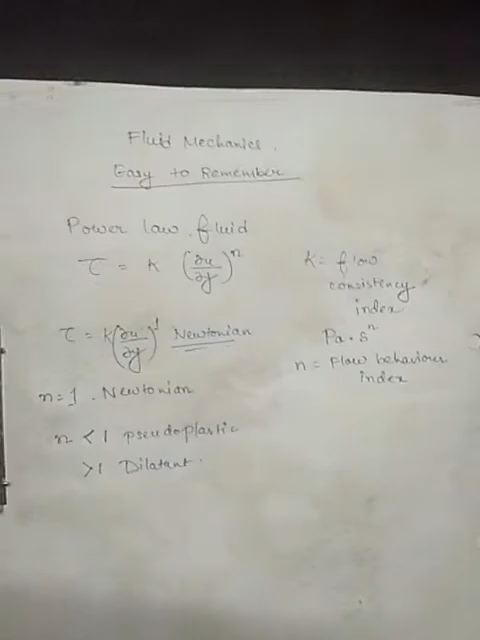 Fluid Mechanics.
Easy to Remember
Power law fluid
τ = K (∂u/∂y)^n
K = flow
consistency
index
Pa.s^n
n = Flow behaviour
index
τ = K(∂u/∂y)^1 Newtonian
n=1. Newtonian
n < 1 pseudoplastic
>1 Dilatant.